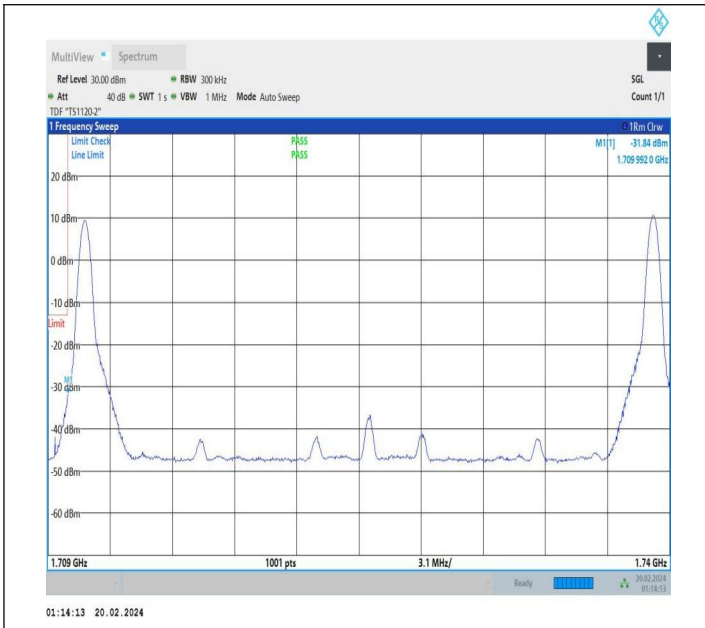 R S
MultiView Spectrum
Ref Level 30.00 dBm RBW 300 kHz SGL
Att 40 dB SWT 1 s VBW 1 MHz Mode Auto Sweep Count 1/1
TDF "TS1120-2"
1 Frequency Sweep 1Rm Clrw
Limit Check PASS M1[1] -31.84 dBm
Line Limit PASS 1.709 992 0 GHz
20 dBm
10 dBm
0 dBm
-10 dBm
Limit
-20 dBm
M1
-30 dBm
-40 dBm
-50 dBm
-60 dBm
1.709 GHz 1001 pts 3.1 MHz/ 1.74 GHz
Ready 20.02.2024
01:14:13
01:14:13 20.02.2024